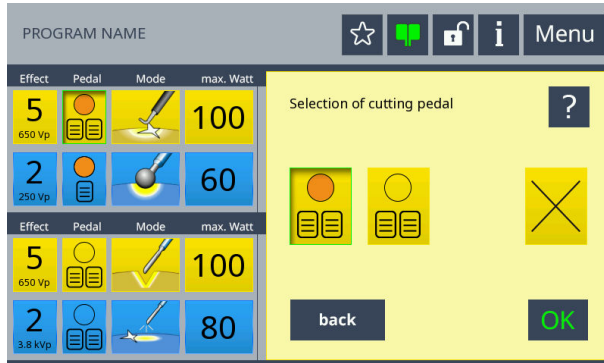 PROGRAM NAME
i
Menu
Effect Pedal Mode max. Watt
5
650 Vp
100
2
250 Vp
60
Effect Pedal Mode max. Watt
5
650 Vp
100
2
3.8 kVp
80
Selection of cutting pedal
?
back
OK